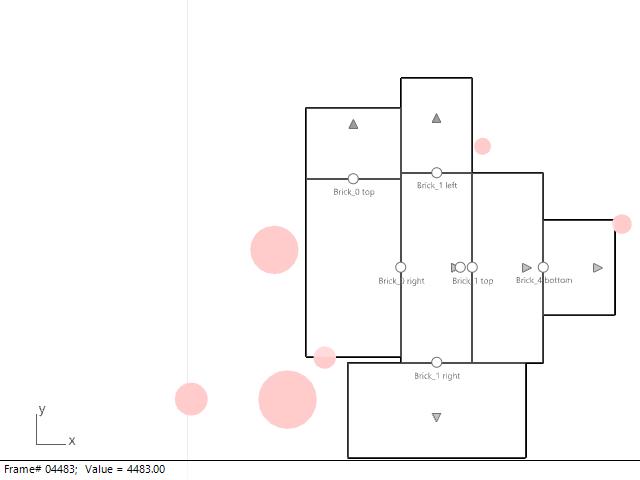 Brick_0 top
Brick_1 left
Brick_0 right
Brick_1 top
Brick_4 bottom
Brick_1 right
y
x
Frame# 04483; Value = 4483.00